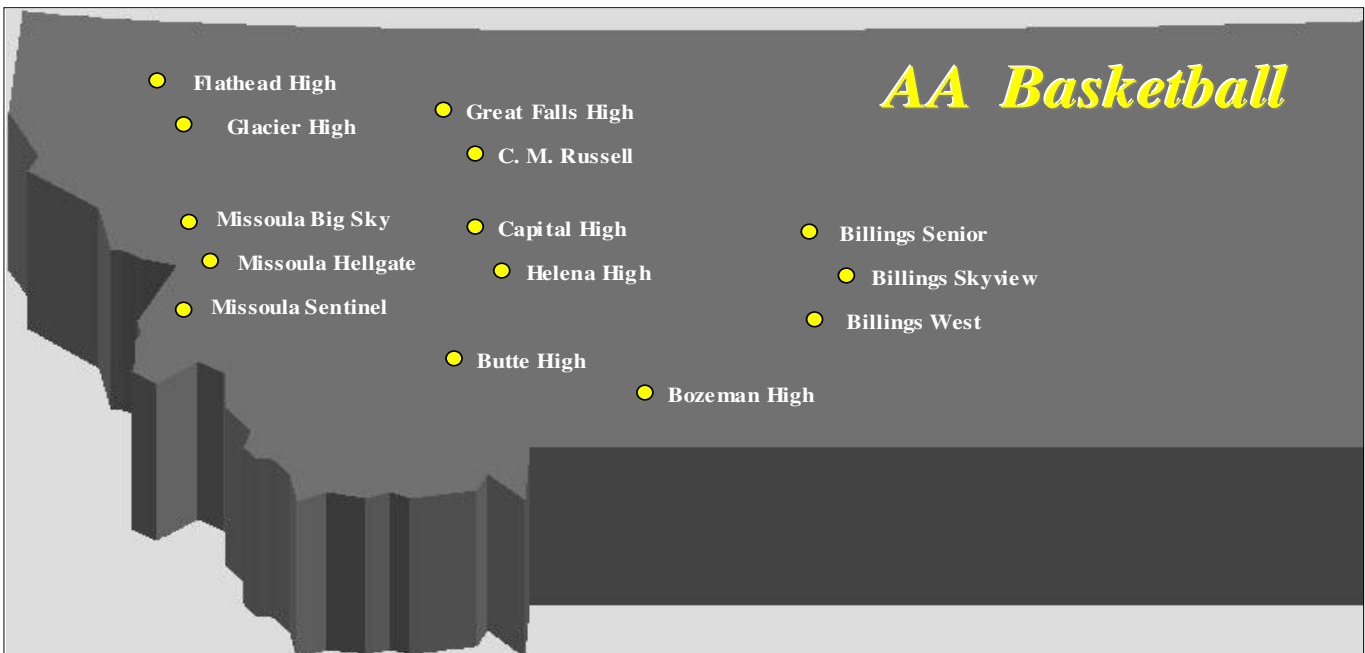 AA Basketball
Flathead High
Glacier High
Great Falls High
C. M. Russell
Missoula Big Sky
Missoula Hellgate
Missoula Sentinel
Capital High
Helena High
Billings Senior
Billings Skyview
Billings West
Butte High
Bozeman High